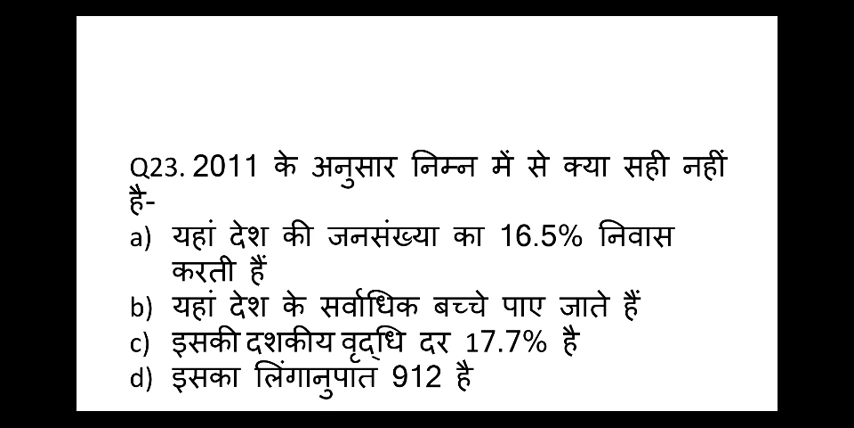 Q23. 2011 के अनुसार निम्न में से क्या सही नहीं
है-
a) यहां देश की जनसंख्या का 16.5% निवास
करती हैं
b) यहां देश के सर्वाधिक बच्चे पाए जाते हैं
c) इसकी दशकीय वृद्धि दर 17.7% है
d) इसका लिंगानुपात 912 है